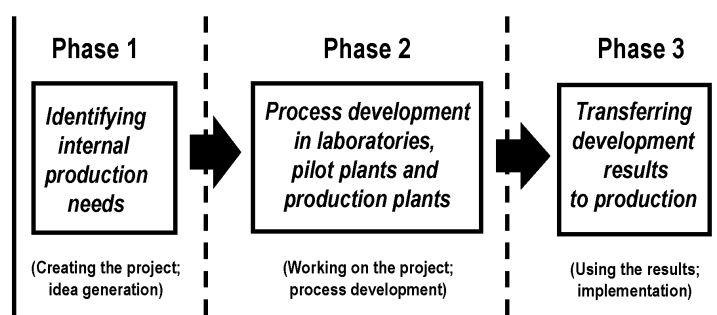 Phase 1
Identifying
internal
production
needs
(Creating the project;
idea generation)
Phase 2
Process development
in laboratories,
pilot plants and
production plants
(Working on the project;
process development)
Phase 3
Transferring
development
results
to production
(Using the results;
implementation)